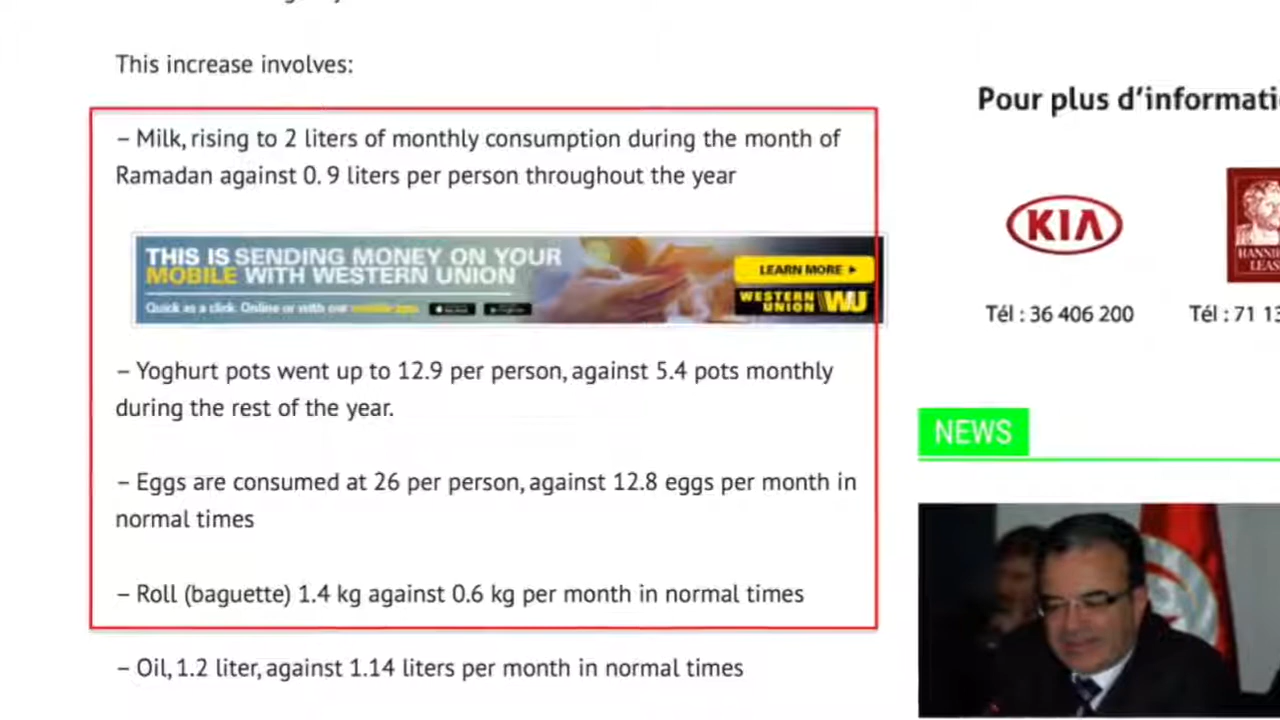 This increase involves:
– Milk, rising to 2 liters of monthly consumption during the month of
Ramadan against 0. 9 liters per person throughout the year
THIS IS SENDING MONEY ON YOUR
MOBILE WITH WESTERN UNION
Quick as a click. Online or with our
LEARN MORE
WESTERN
UNION
WU
– Yoghurt pots went up to 12.9 per person, against 5.4 pots monthly
during the rest of the year.
– Eggs are consumed at 26 per person, against 12.8 eggs per month in
normal times
– Roll (baguette) 1.4 kg against 0.6 kg per month in normal times
– Oil, 1.2 liter, against 1.14 liters per month in normal times
Pour plus d'informati
KIA
HANNI
LEAS
Tél : 36 406 200
Tél : 71 13
NEWS